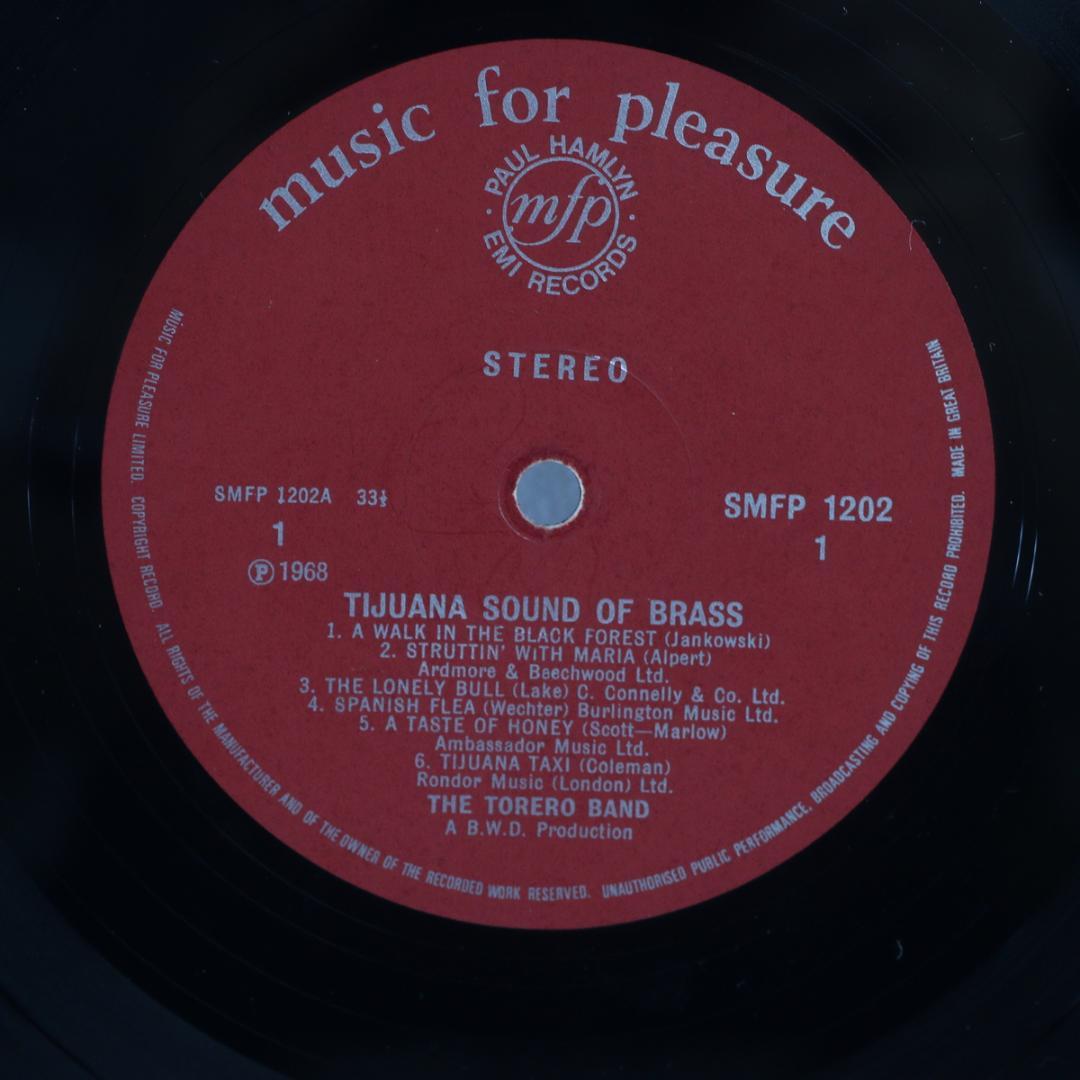 music for pleasure
PAUL HAMLYN
mfp
· EMI RECORDS ·
STEREO
SMFP 1202A 33⅓
1
Ⓟ 1968
SMFP 1202
1
TIJUANA SOUND OF BRASS
1. A WALK IN THE BLACK FOREST (Jankowski)
2. STRUTTIN' WITH MARIA (Alpert)
Ardmore & Beechwood Ltd.
3. THE LONELY BULL (Lake) C. Connelly & Co. Ltd.
4. SPANISH FLEA (Wechter) Burlington Music Ltd.
5. A TASTE OF HONEY (Scott—Marlow)
Ambassador Music Ltd.
6. TIJUANA TAXI (Coleman)
Rondor Music (London) Ltd.
THE TORERO BAND
A B.W.D. Production
MUSIC FOR PLEASURE LIMITED. COPYRIGHT RECORD. ALL RIGHTS OF THE MANUFACTURER AND OF THE OWNER OF THE RECORDED WORK RESERVED. UNAUTHORISED PUBLIC PERFORMANCE, BROADCASTING AND COPYING OF THIS RECORD PROHIBITED. MADE IN GREAT BRITAIN